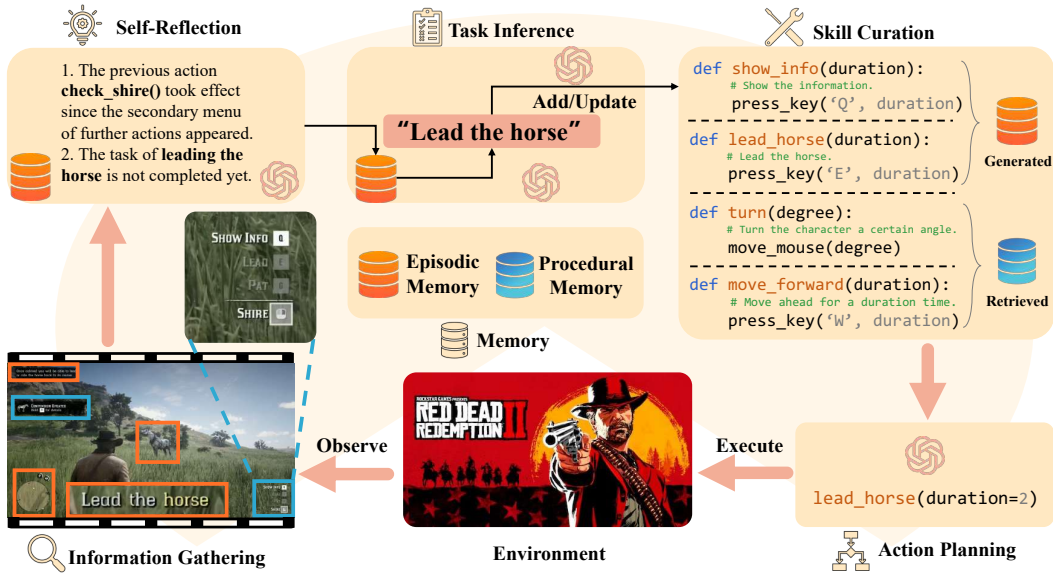 Self-Reflection
1. The previous action
check_shire() took effect
since the secondary menu
of further actions appeared.
2. The task of leading the
horse is not completed yet.
Task Inference
Add/Update
“Lead the horse”
Skill Curation
def show_info(duration):
# Show the information.
press_key(‘Q’, duration)
def lead_horse(duration):
# Lead the horse.
press_key(‘E’, duration)
Generated
def turn(degree):
# Turn the character a certain angle.
move_mouse(degree)
def move_forward(duration):
# Move ahead for a duration time.
press_key(‘W’, duration)
Retrieved
SHOW INFO Q
LEAD E
PAT
SHIRE
Episodic
Memory
Procedural
Memory
Memory
Lead the horse
Information Gathering
Observe
ROCKSTAR GAMES PRESENTS
RED DEAD
REDEMPTION II
Environment
Execute
lead_horse(duration=2)
Action Planning